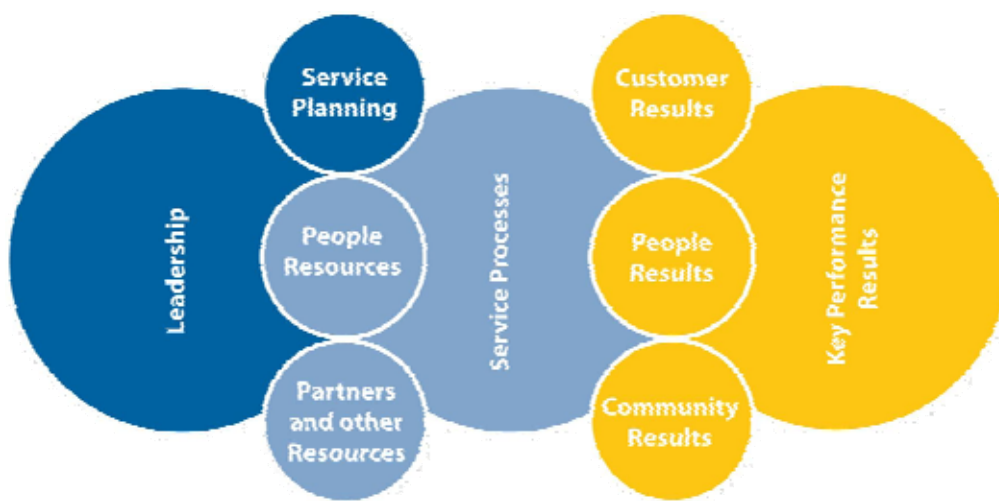 Leadership
Service
Planning
People
Resources
Partners
and other
Resources
Service Processes
Customer
Results
People
Results
Community
Results
Key Performance
Results